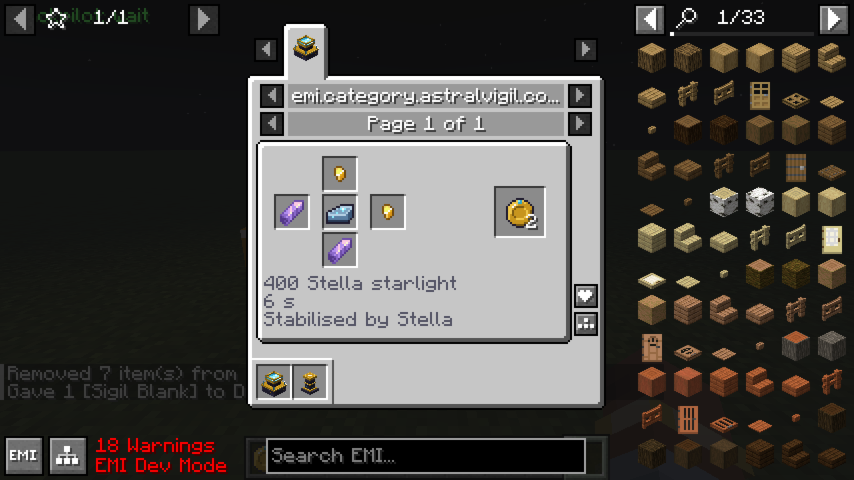 1/1
1/33
emi.category.astralvigil.co...
Page 1 of 1
2
400 Stella starlight
6 s
Stabilised by Stella
Removed 7 item(s) from
Gave 1 [Sigil Blank] to D
EMI
18 Warnings
EMI Dev Mode
Search EMI...